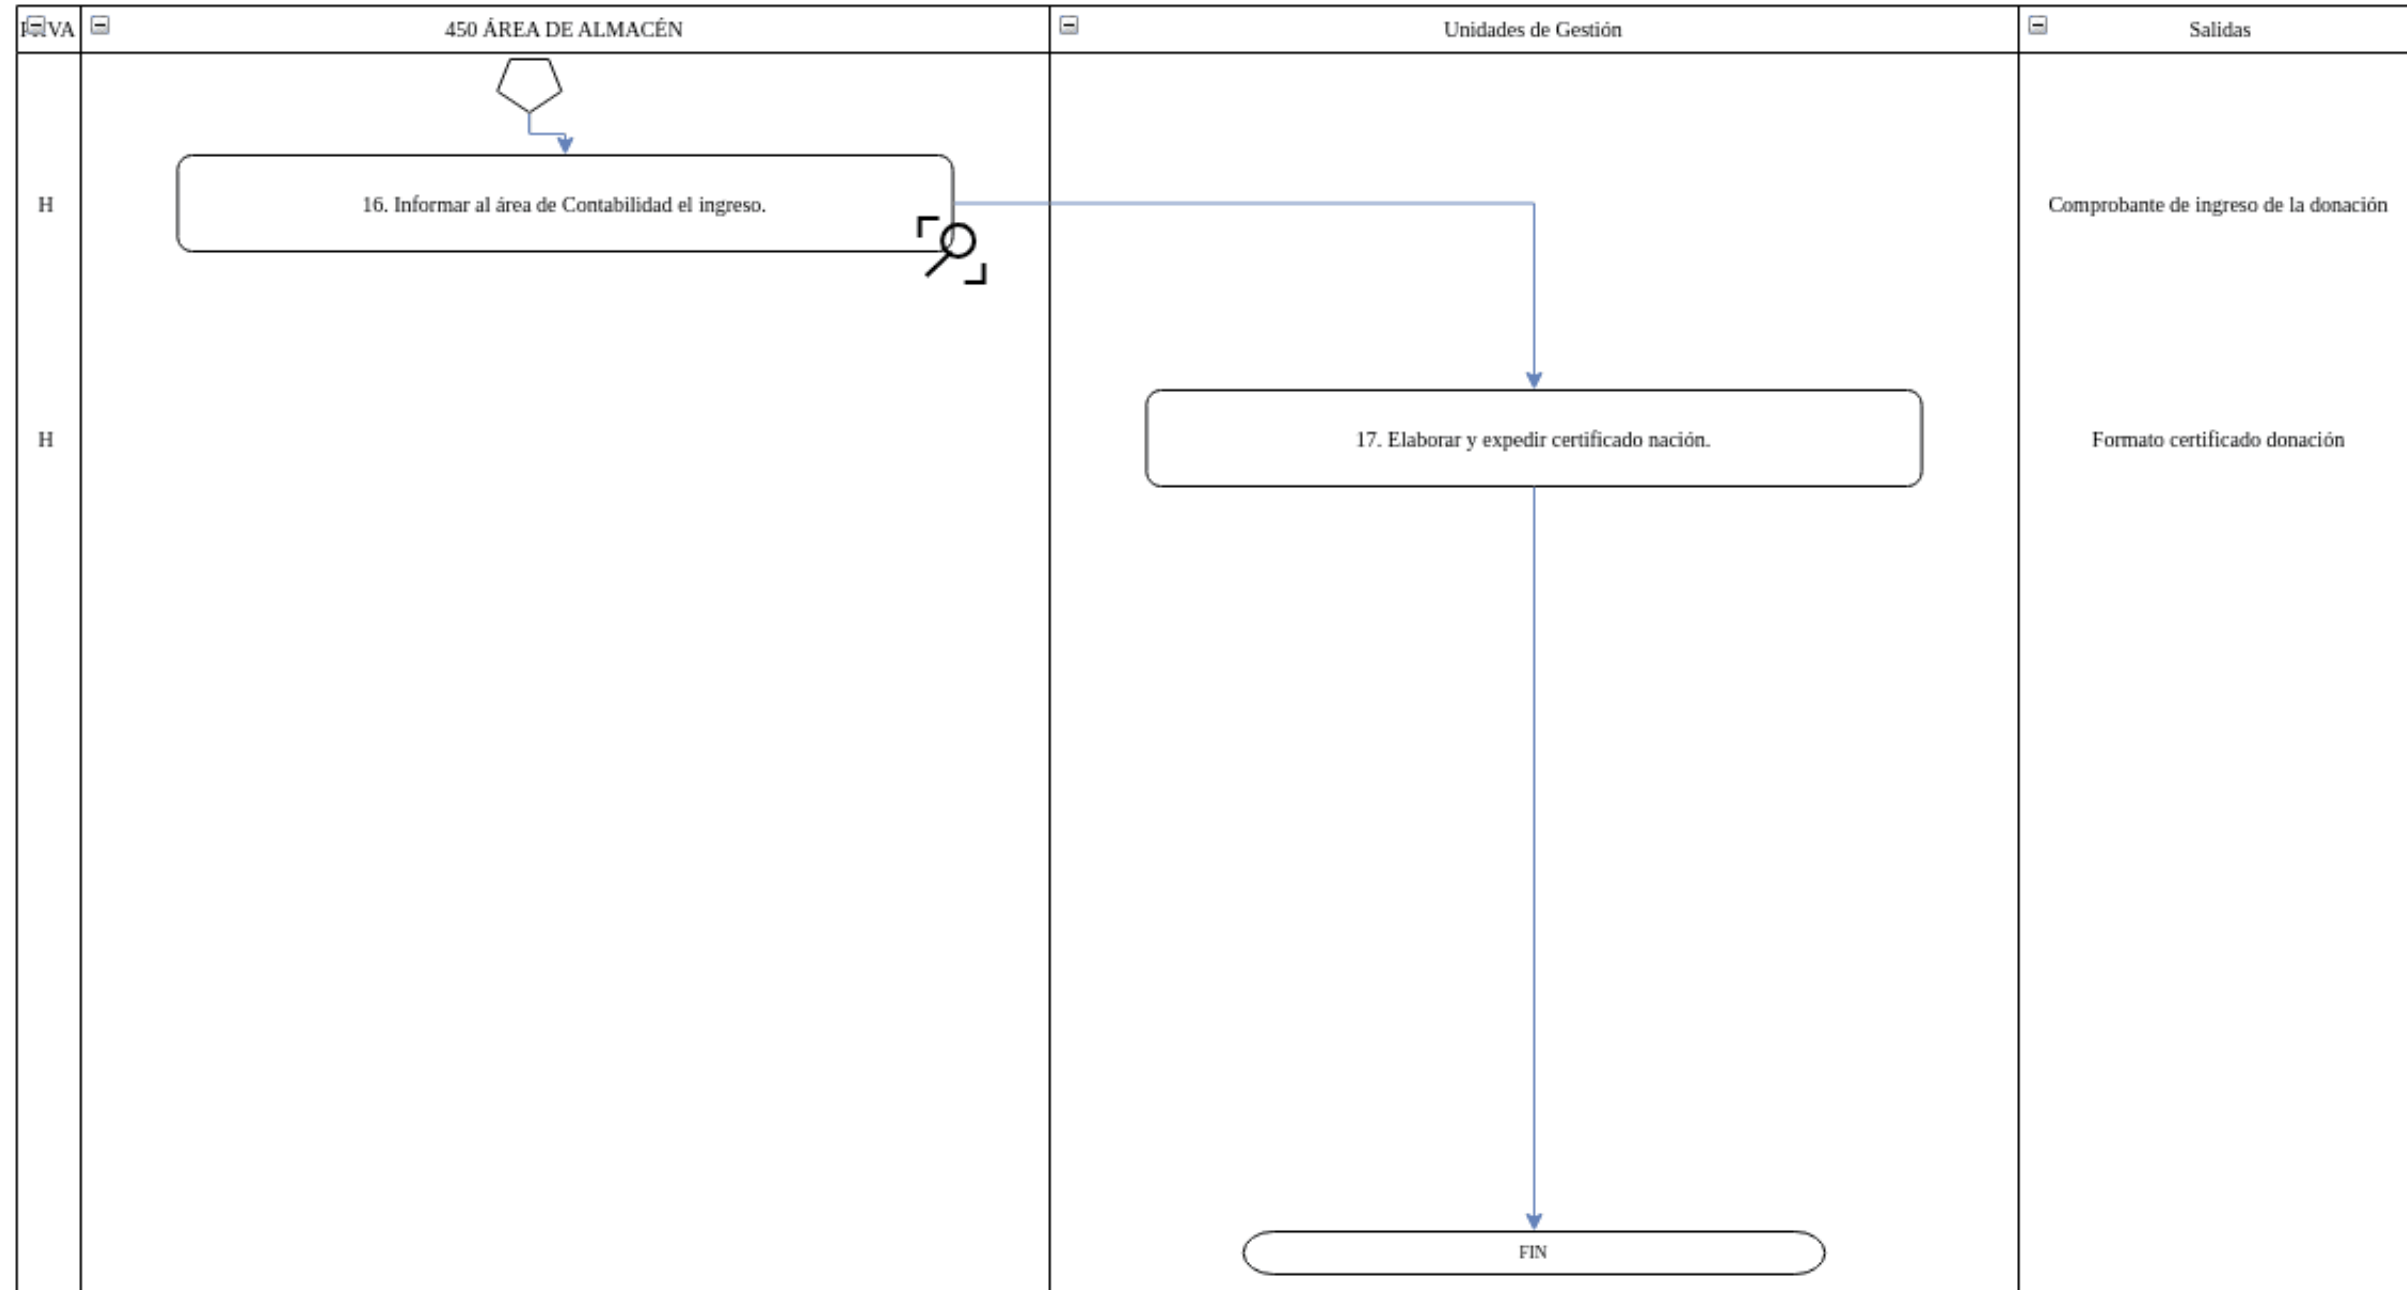 450 ÁREA DE ALMACÉN
Unidades de Gestión
Salidas
H
16. Informar al área de Contabilidad el ingreso.
Comprobante de ingreso de la donación
H
17. Elaborar y expedir certificado nación.
Formato certificado donación
FIN